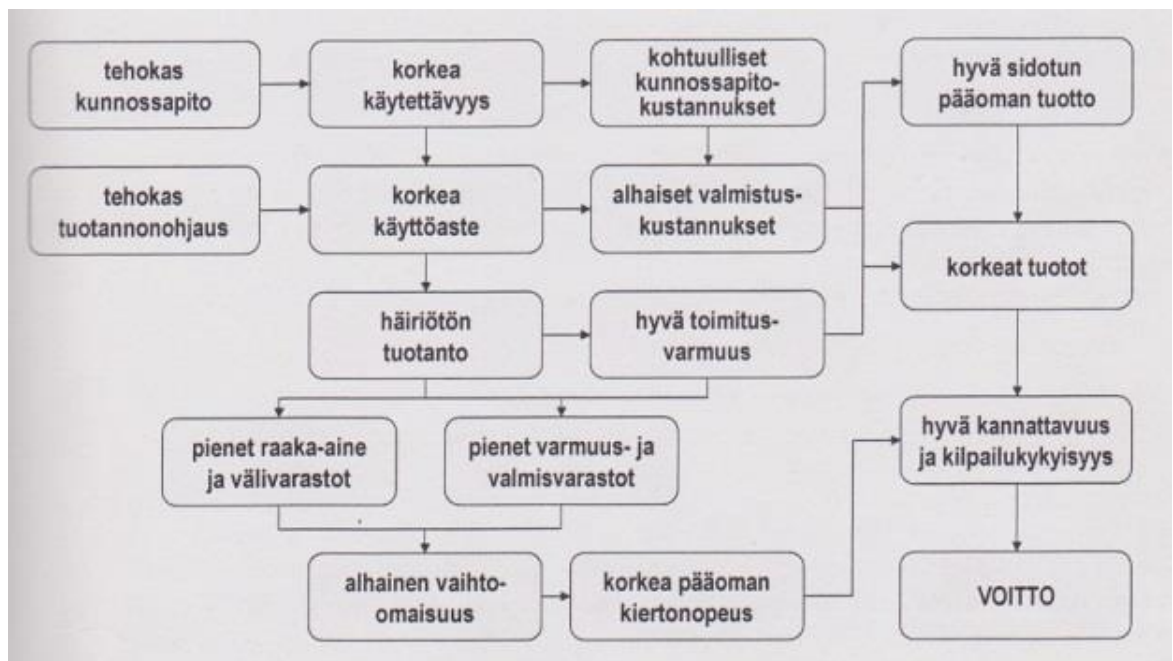 tehokas
kunnossapito
korkea
käytettävyys
kohtuulliset
kunnossapito-
kustannukset
hyvä sidotun
pääoman tuotto
tehokas
tuotannonohjaus
korkea
käyttöaste
alhaiset valmistus-
kustannukset
korkeat tuotot
häiriötön
tuotanto
hyvä toimitus-
varmuus
pienet raaka-aine
ja välivarastot
pienet varmuus- ja
valmisvarastot
hyvä kannattavuus
ja kilpailukykyisyys
alhainen vaihto-
omaisuus
korkea pääoman
kiertonopeus
VOITTO